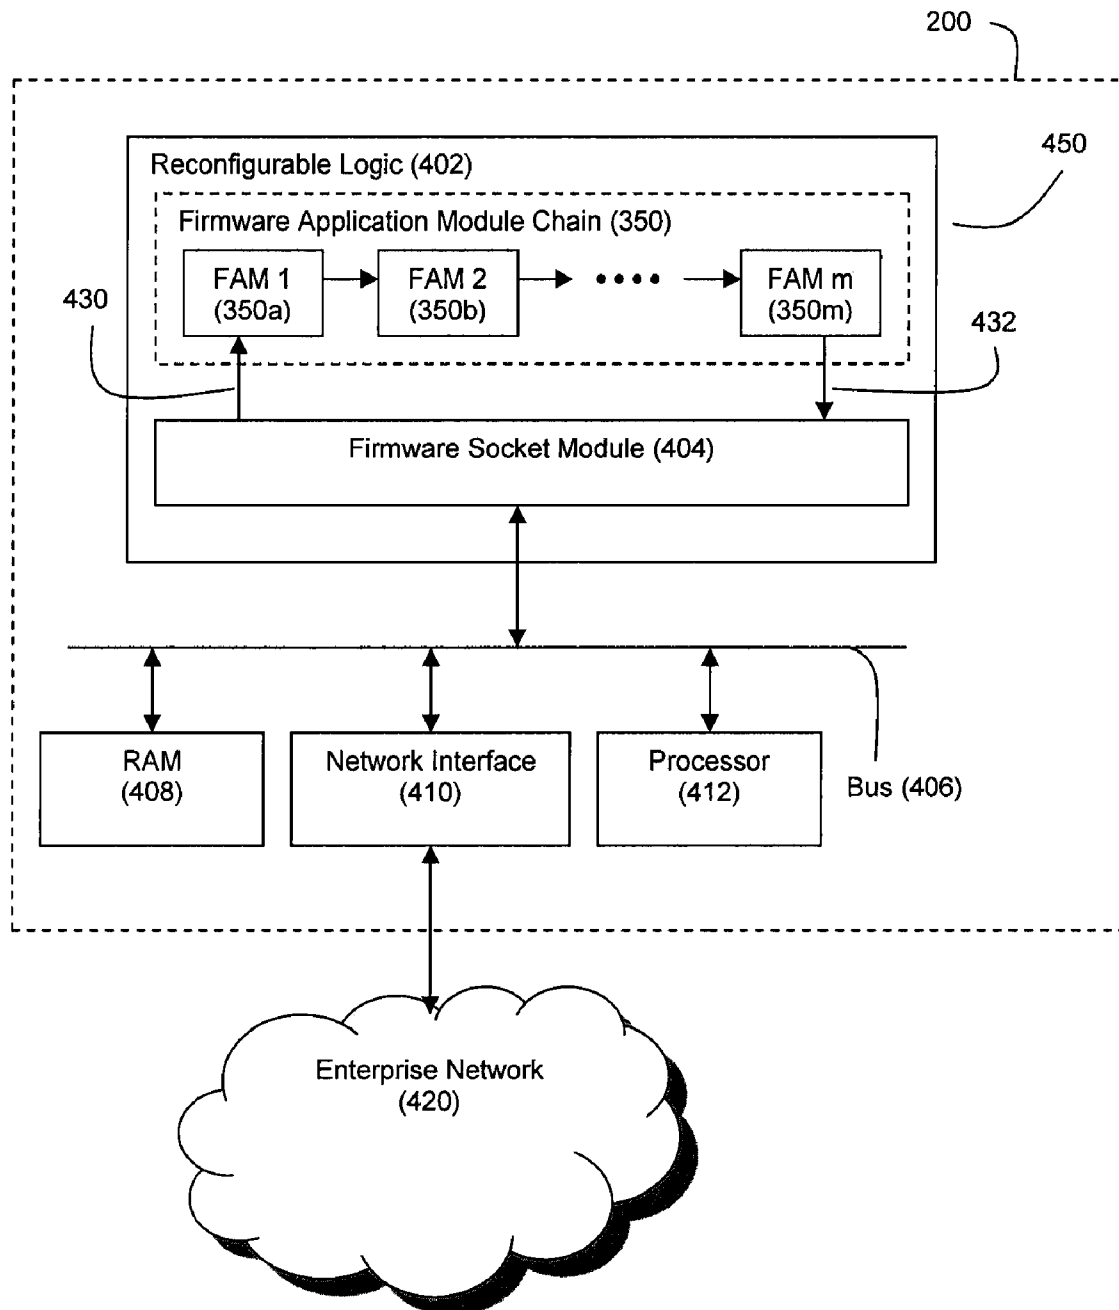 200
450
Reconfigurable Logic (402)
Firmware Application Module Chain (350)
FAM 1
(350a)
FAM 2
(350b)
FAM m
(350m)
430
432
Firmware Socket Module (404)
RAM
(408)
Network Interface
(410)
Processor
(412)
Bus (406)
Enterprise Network
(420)